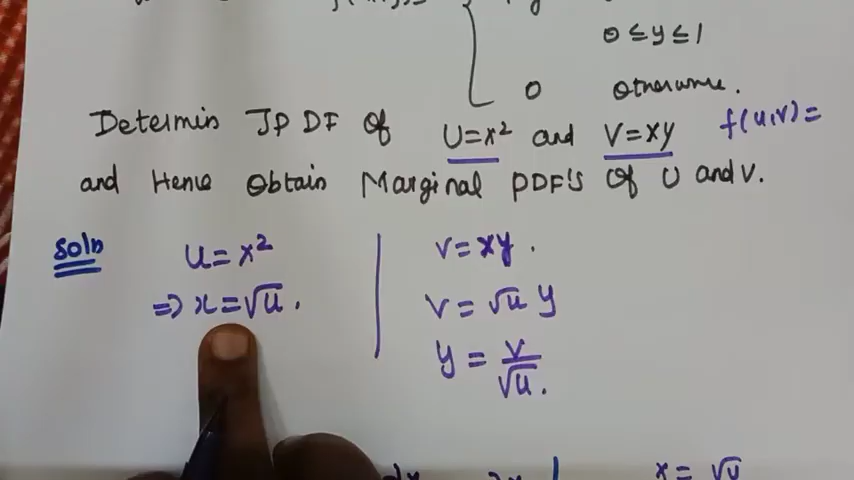 0 ≤ y ≤ 1
0 otherwise.
Determin JPDF Of U=x² and V=xy f(u,v)=
and Hence Obtain Marginal PDF's Of U and V.
Soln u=x² v=xy.
⇒ x=√u. v=√u y
y = v/√u.
x = √u